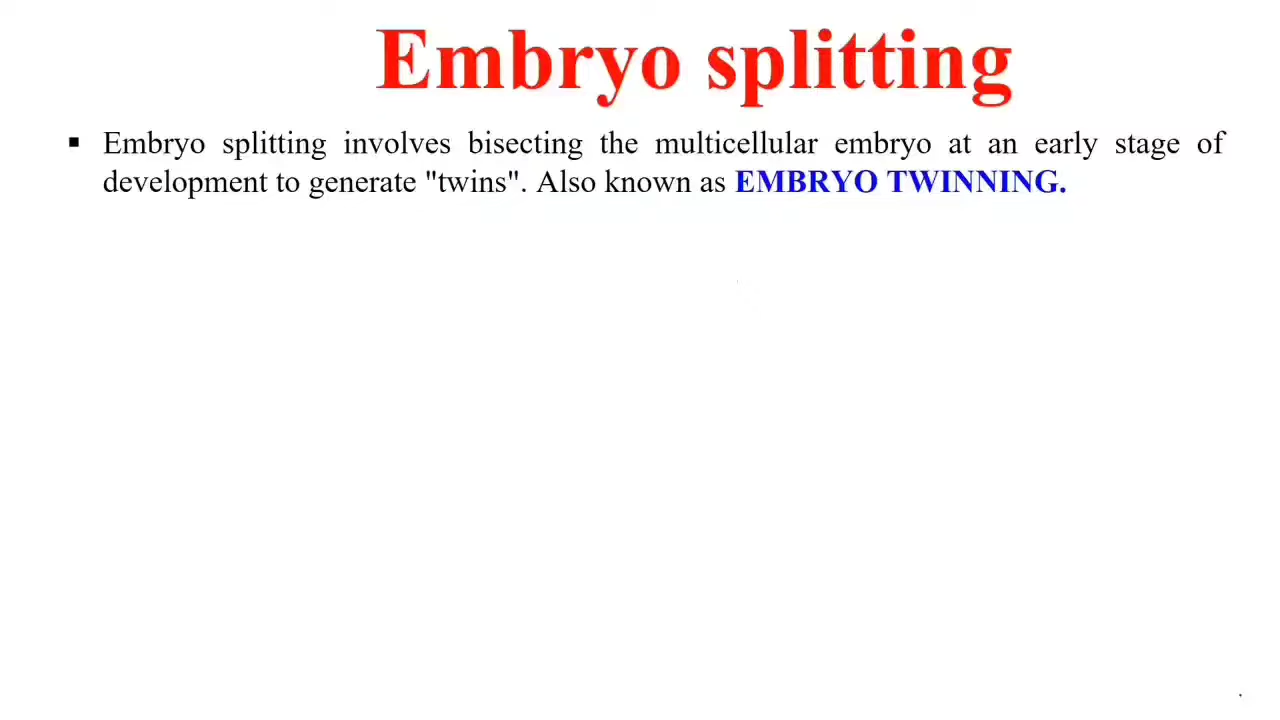 Embryo splitting
▪ Embryo splitting involves bisecting the multicellular embryo at an early stage of
development to generate "twins". Also known as EMBRYO TWINNING.